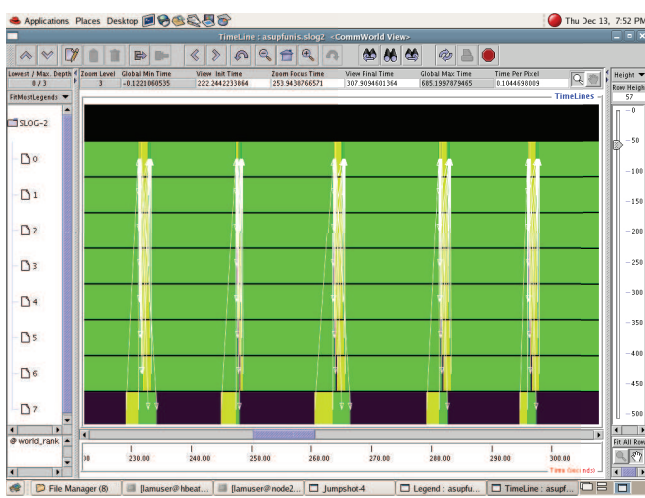 Applications Places Desktop Thu Dec 13, 7:52 PM
TimeLine : asupfunis.slog2 <CommWorld View>
Lowest / Max. Depth Zoom Level Global Min Time View Init Time Zoom Focus Time View Final Time Global Max Time Time Per Pixel
0 / 3 3 -0.1221060535 222.2442233864 253.9430766571 307.9094601364 685.1997879465 0.1044698009
Height
Row Heigh
57
FitMostLegends
TimeLines
SLOG-2
0
1
2
3
4
5
6
7
0
50
100
150
200
250
300
350
400
450
500
world_rank
Fit All Row
30 230.00 240.00 250.00 260.00 270.00 280.00 290.00 300.00
Time (seconds)
File Manager (8) [lamuser@hbeat... [lamuser@node2... Jumpshot-4 Legend : asupfu... TimeLine : asupf...